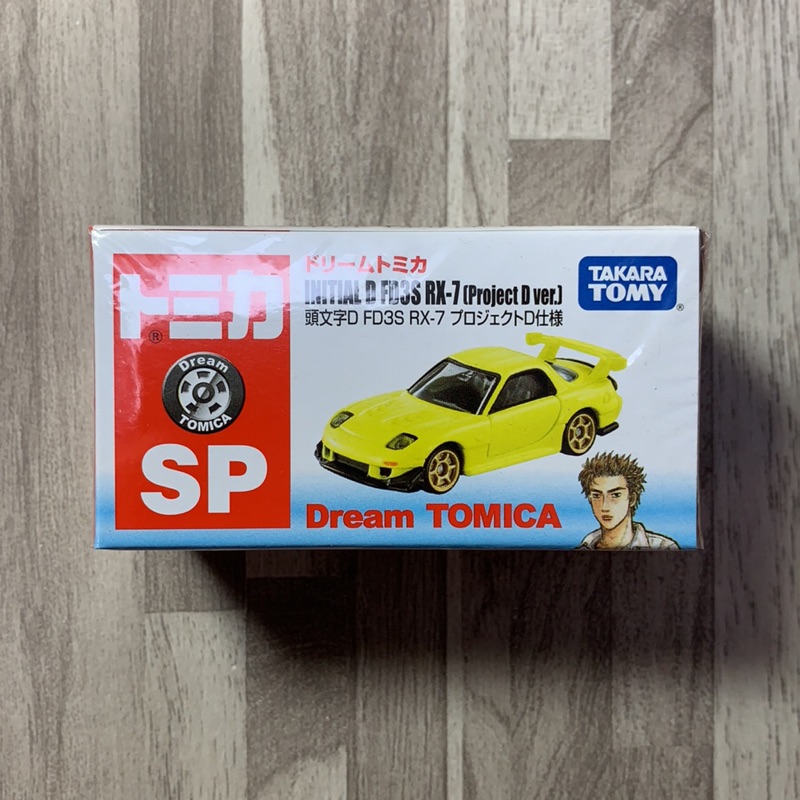 トミカ
®
Dream
TOMICA
SP
ドリームトミカ
INITIAL D FD3S RX-7 (Project D ver.)
頭文字D FD3S RX-7 プロジェクトD仕様
TAKARA
TOMY
®
Dream TOMICA